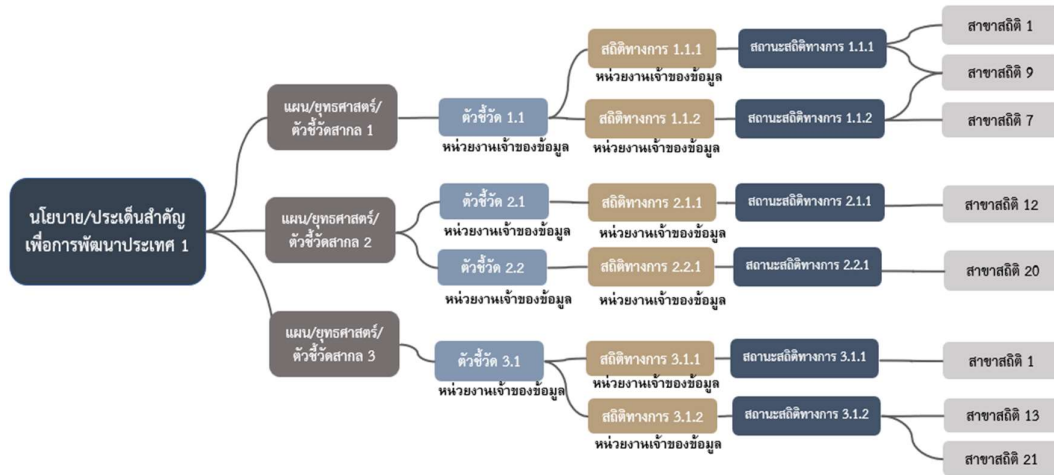 นโยบาย/ประเด็นสำคัญ
เพื่อการพัฒนาประเทศ 1
แผน/ยุทธศาสตร์/
ตัวชี้วัดสากล 1
ตัวชี้วัด 1.1
หน่วยงานเจ้าของข้อมูล
สถิติทางการ 1.1.1
หน่วยงานเจ้าของข้อมูล
สถานะสถิติทางการ 1.1.1
สาขาสถิติ 1
สาขาสถิติ 9
สถิติทางการ 1.1.2
หน่วยงานเจ้าของข้อมูล
สถานะสถิติทางการ 1.1.2
สาขาสถิติ 7
แผน/ยุทธศาสตร์/
ตัวชี้วัดสากล 2
ตัวชี้วัด 2.1
หน่วยงานเจ้าของข้อมูล
สถิติทางการ 2.1.1
หน่วยงานเจ้าของข้อมูล
สถานะสถิติทางการ 2.1.1
สาขาสถิติ 12
ตัวชี้วัด 2.2
หน่วยงานเจ้าของข้อมูล
สถิติทางการ 2.2.1
หน่วยงานเจ้าของข้อมูล
สถานะสถิติทางการ 2.2.1
สาขาสถิติ 20
แผน/ยุทธศาสตร์/
ตัวชี้วัดสากล 3
ตัวชี้วัด 3.1
หน่วยงานเจ้าของข้อมูล
สถิติทางการ 3.1.1
หน่วยงานเจ้าของข้อมูล
สถานะสถิติทางการ 3.1.1
สาขาสถิติ 1
สถิติทางการ 3.1.2
หน่วยงานเจ้าของข้อมูล
สถานะสถิติทางการ 3.1.2
สาขาสถิติ 13
สาขาสถิติ 21